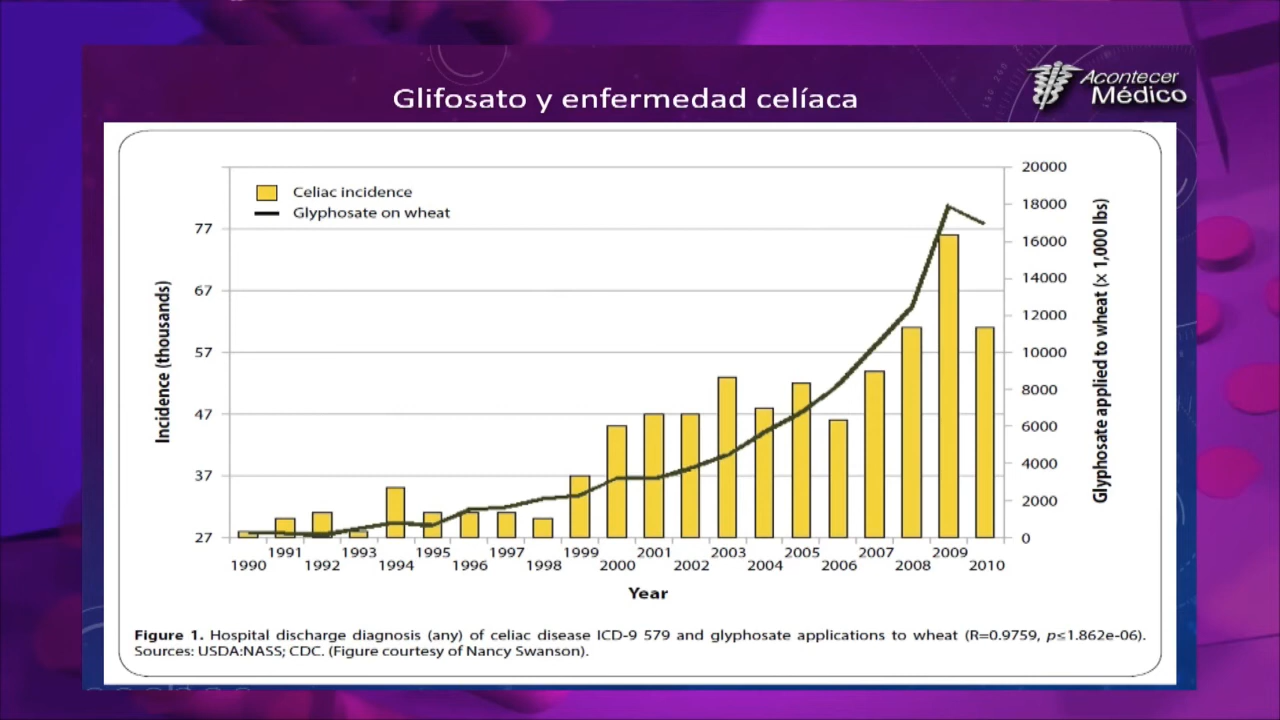 Acontecer
Médico
Glifosato y enfermedad celíaca
Celiac incidence
Glyphosate on wheat
77
67
57
47
37
27
Incidence (thousands)
20000
18000
16000
14000
12000
10000
8000
6000
4000
2000
0
Glyphosate applied to wheat (x 1,000 lbs)
1991 1993 1995 1997 1999 2001 2003 2005 2007 2009
1990 1992 1994 1996 1998 2000 2002 2004 2006 2008 2010
Year
Figure 1. Hospital discharge diagnosis (any) of celiac disease ICD-9 579 and glyphosate applications to wheat (R=0.9759, p≤1.862e-06).
Sources: USDA:NASS; CDC. (Figure courtesy of Nancy Swanson).